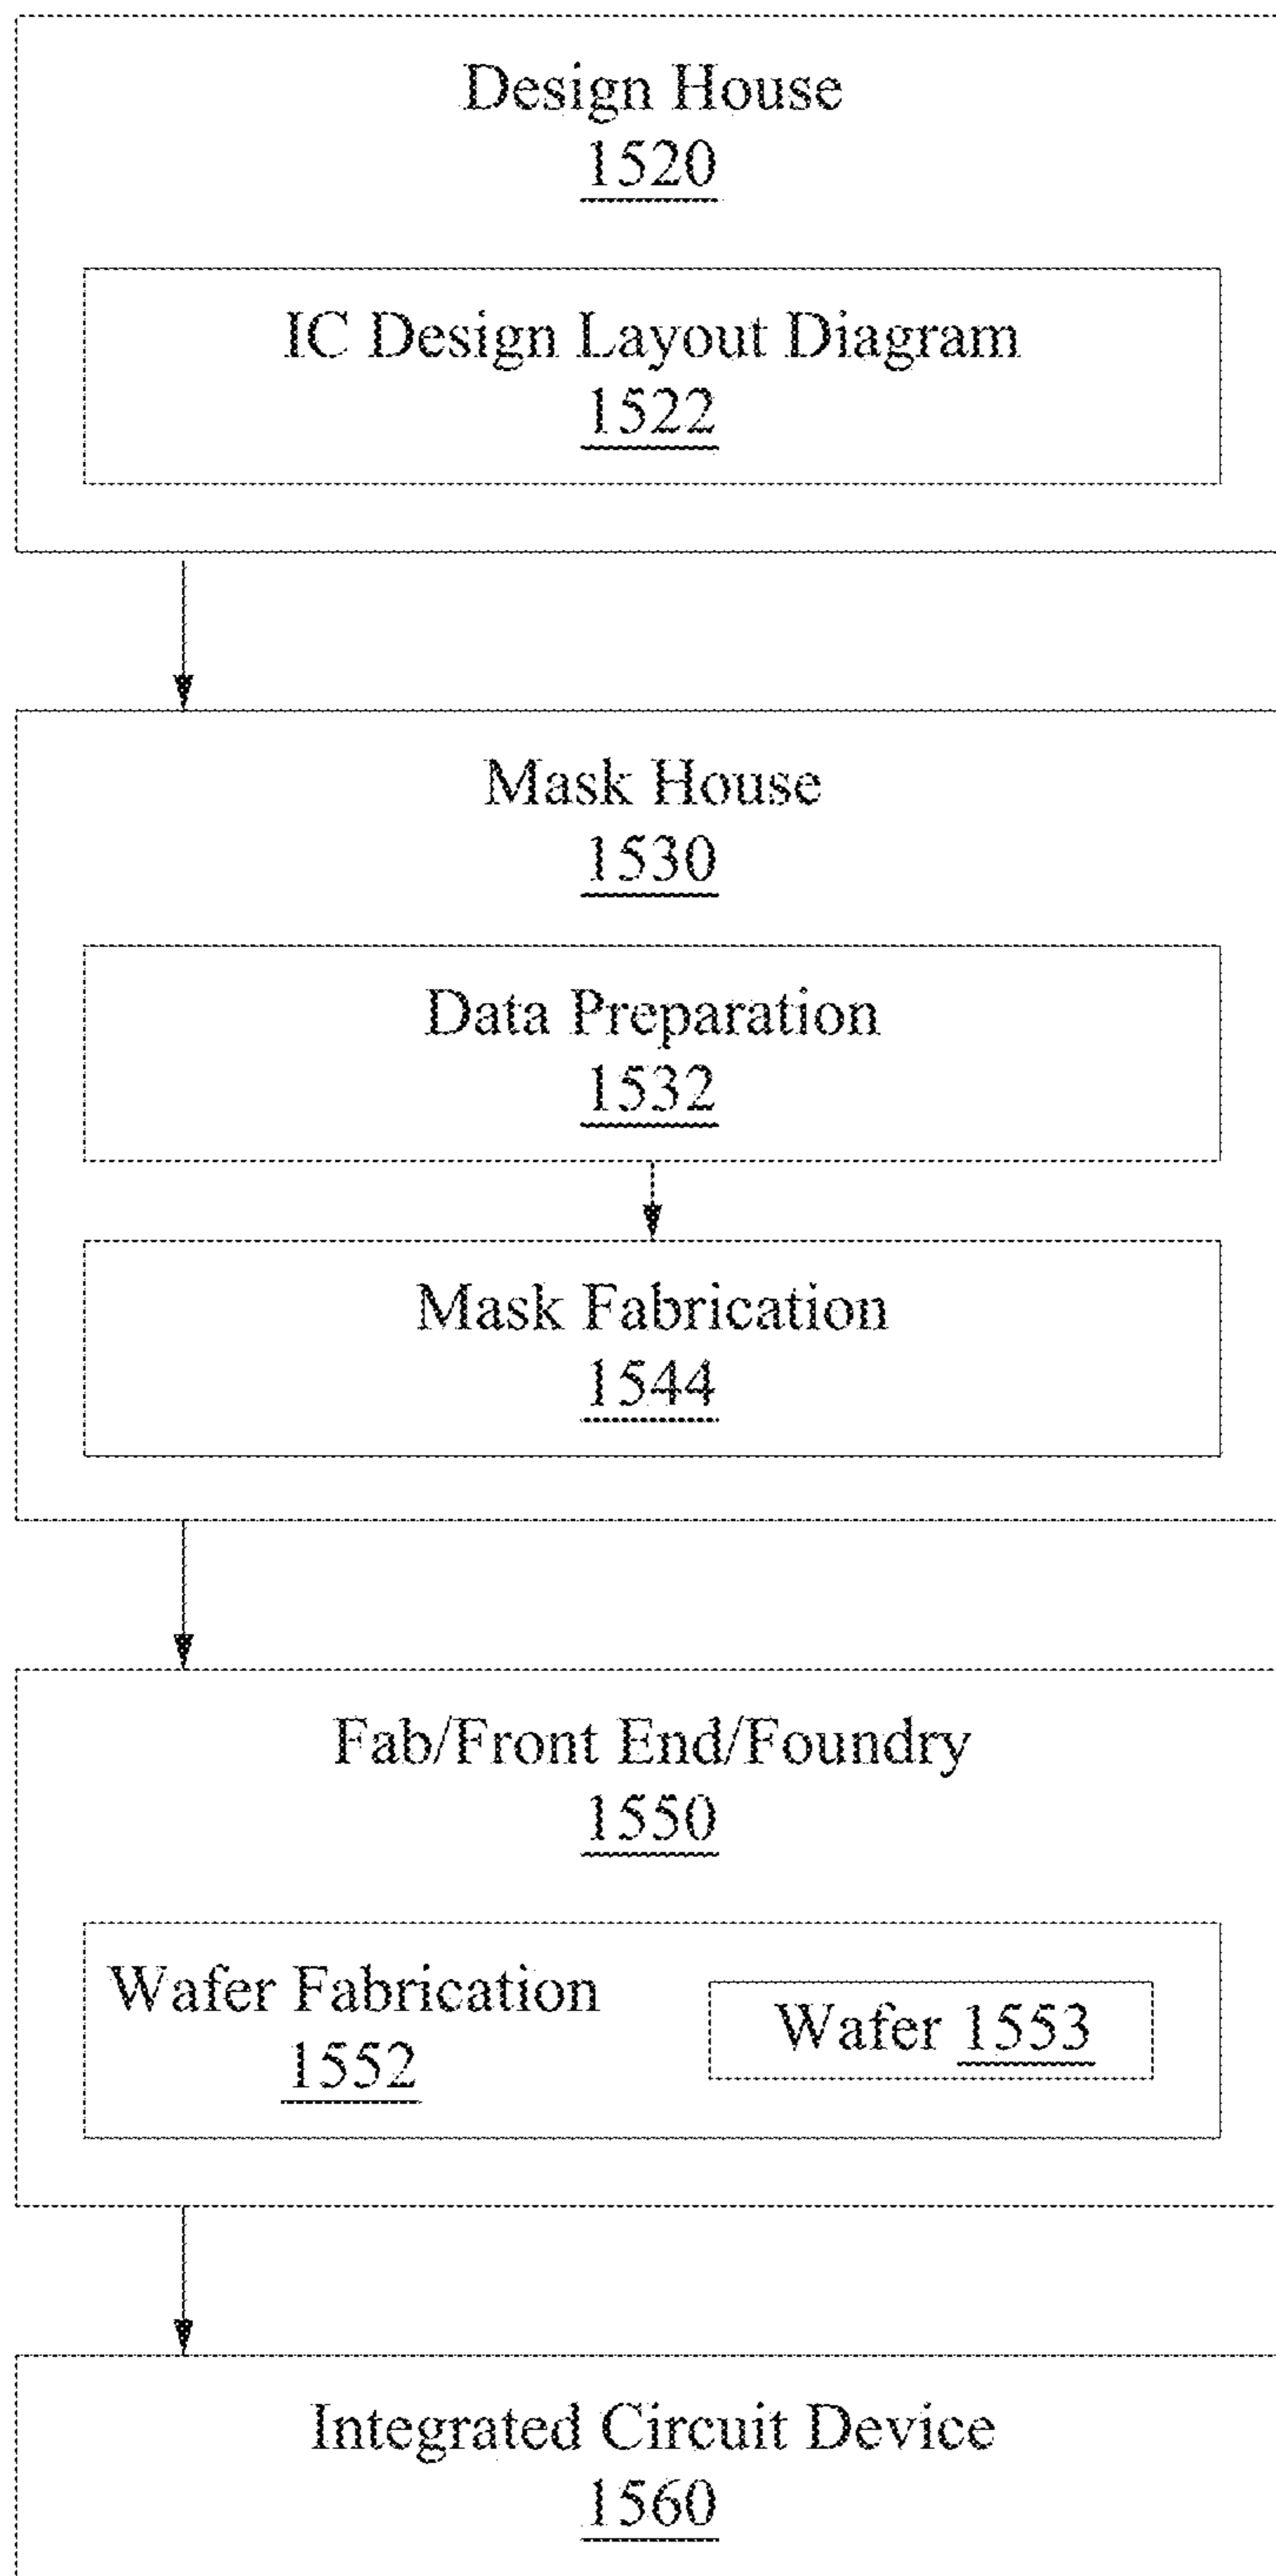 Design House
1520
IC Design Layout Diagram
1522
Mask House
1530
Data Preparation
1532
Mask Fabrication
1544
Fab/Front End/Foundry
1550
Wafer Fabrication
1552
Wafer 1553
Integrated Circuit Device
1560